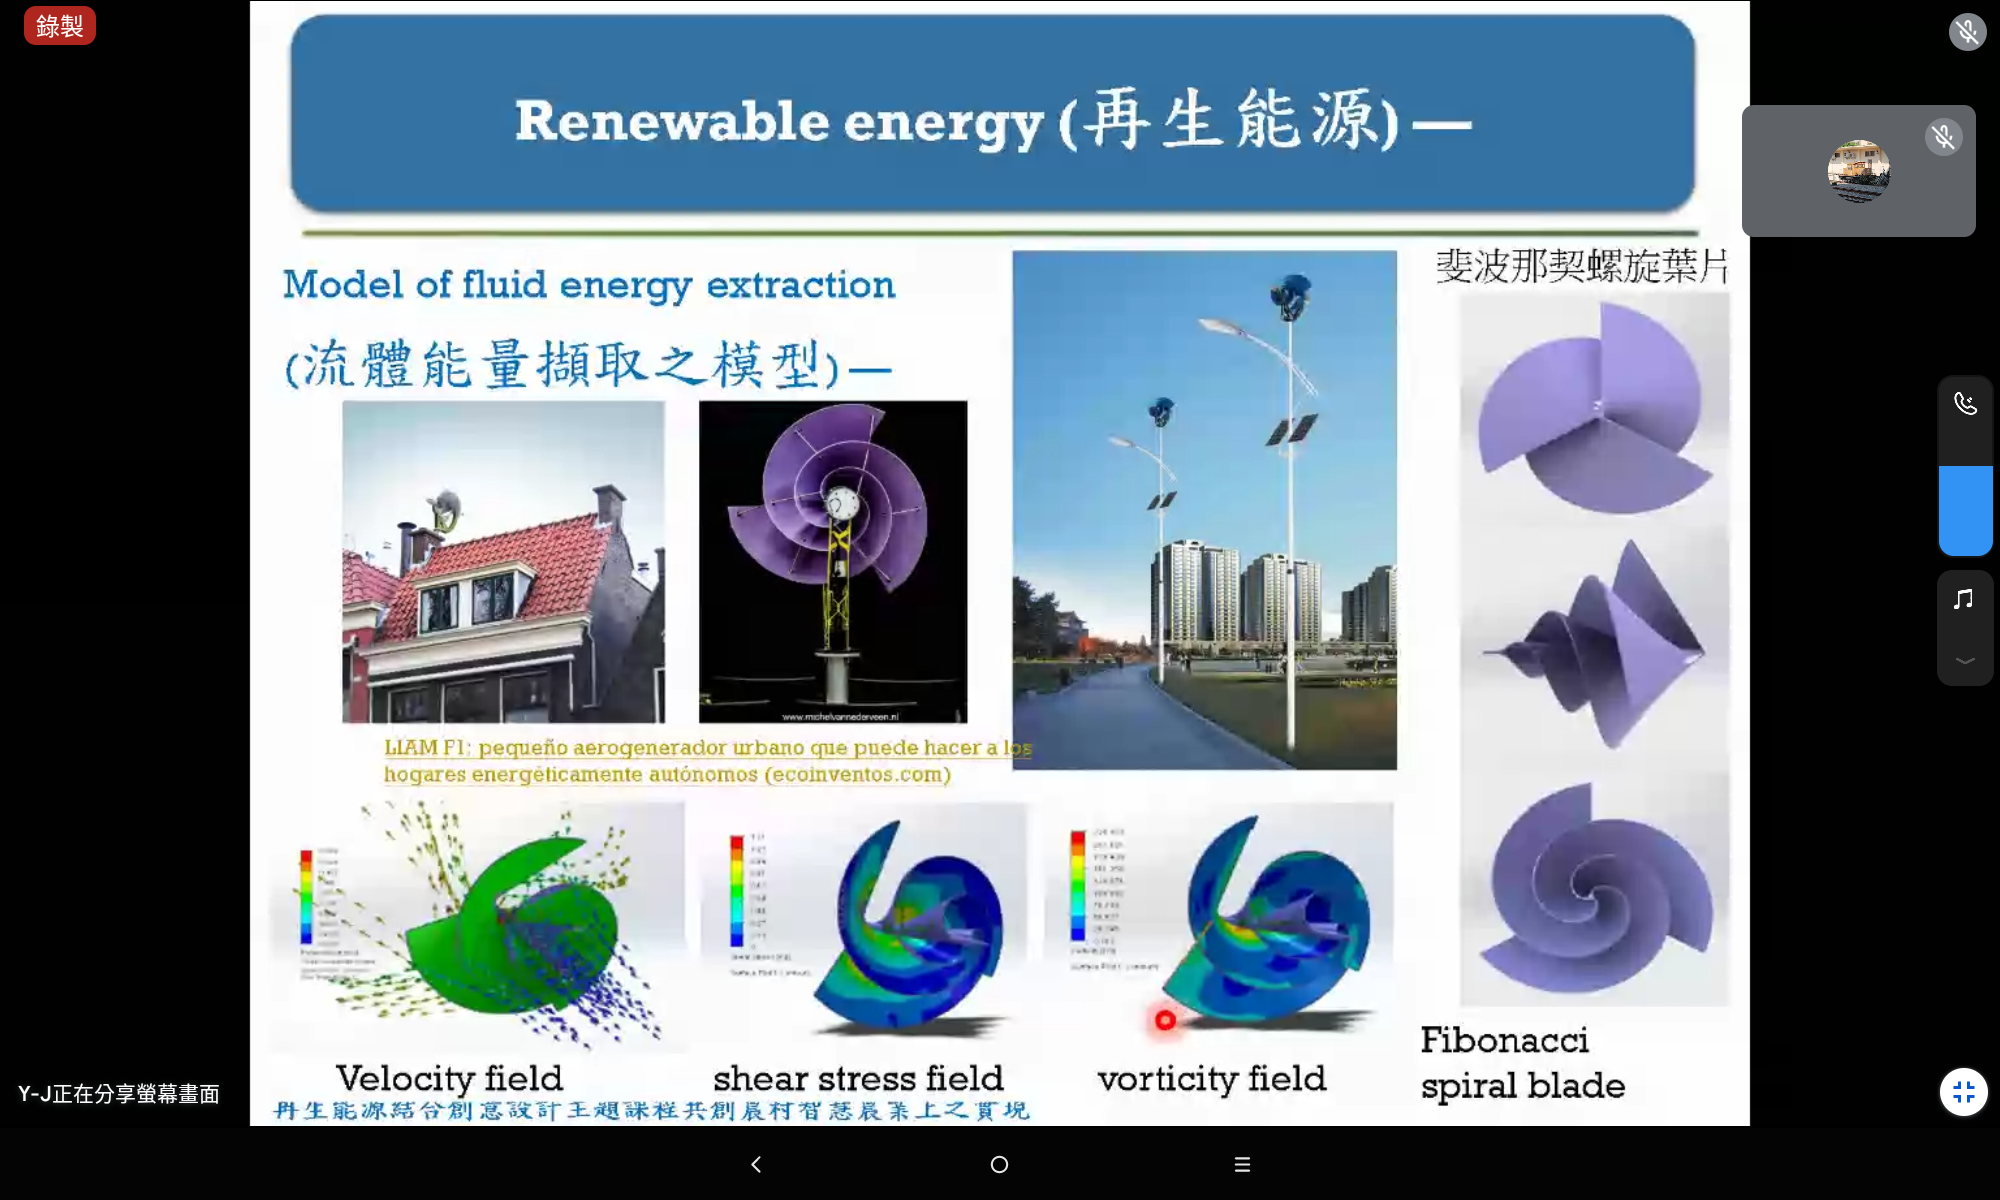 錄製
Renewable energy (再生能源)—
Model of fluid energy extraction
(流體能量擷取之模型)—
斐波那契螺旋葉片
www.michelvannederveen.nl
LIAM F1: pequeño aerogenerador urbano que puede hacer a los
hogares energéticamente autónomos (ecoinventos.com)
Velocity field
shear stress field
vorticity field
Fibonacci
spiral blade
Y-J正在分享螢幕畫面
再生能源結合創意設計主題課程共創農村智慧農業上之實現